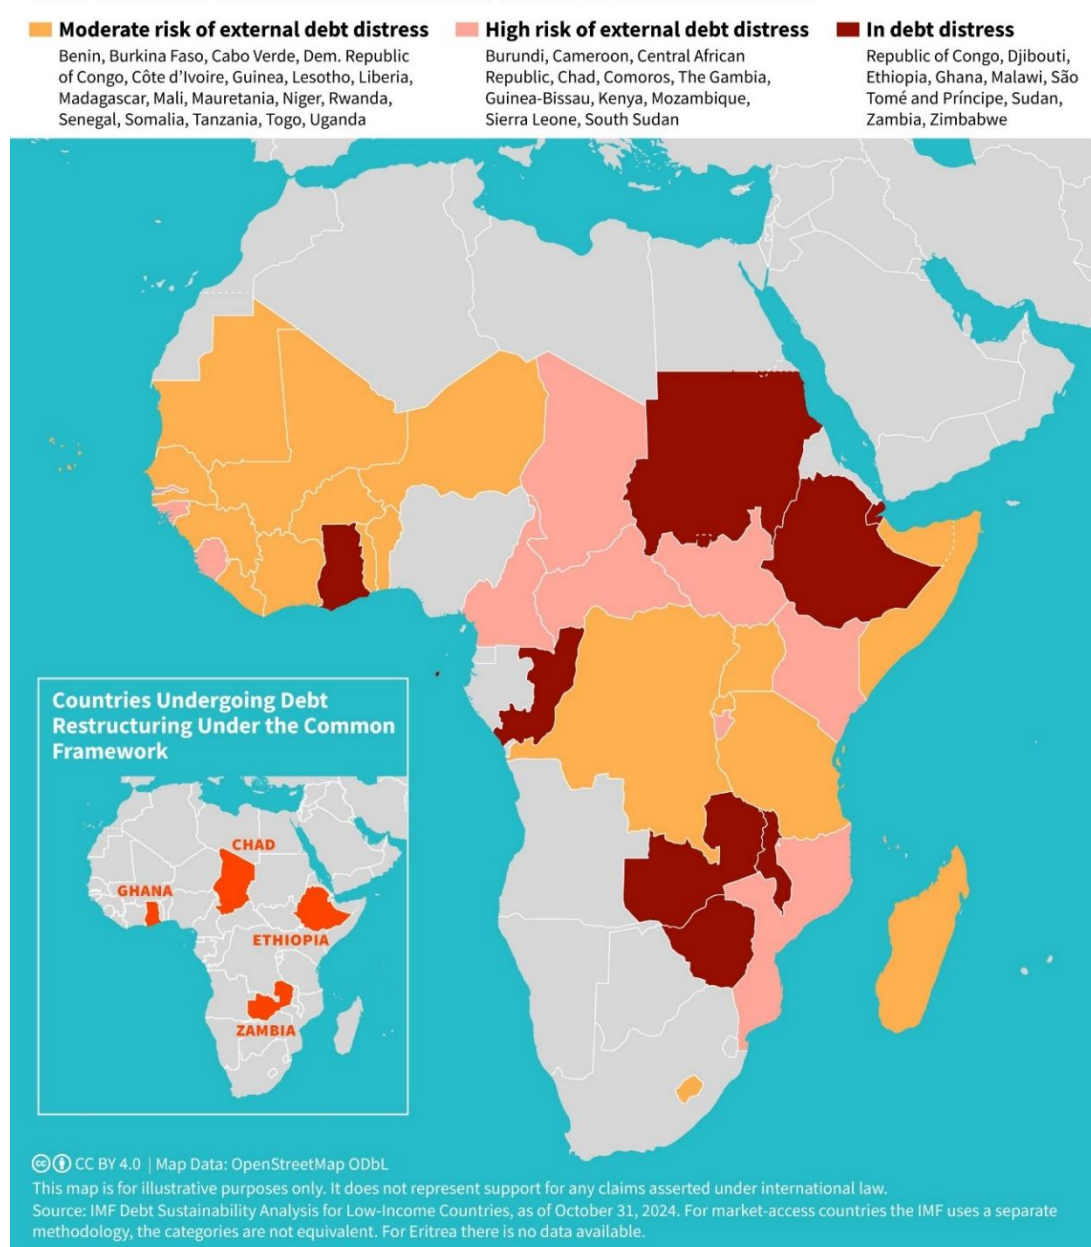 Moderate risk of external debt distress
Benin, Burkina Faso, Cabo Verde, Dem. Republic
of Congo, Côte d'Ivoire, Guinea, Lesotho, Liberia,
Madagascar, Mali, Mauretania, Niger, Rwanda,
Senegal, Somalia, Tanzania, Togo, Uganda
High risk of external debt distress
Burundi, Cameroon, Central African
Republic, Chad, Comoros, The Gambia,
Guinea-Bissau, Kenya, Mozambique,
Sierra Leone, South Sudan
In debt distress
Republic of Congo, Djibouti,
Ethiopia, Ghana, Malawi, São
Tomé and Príncipe, Sudan,
Zambia, Zimbabwe
Countries Undergoing Debt
Restructuring Under the Common
Framework
CHAD
GHANA
ETHIOPIA
ZAMBIA
CC BY 4.0 | Map Data: OpenStreetMap ODbL
This map is for illustrative purposes only. It does not represent support for any claims asserted under international law.
Source: IMF Debt Sustainability Analysis for Low-Income Countries, as of October 31, 2024. For market-access countries the IMF uses a separate
methodology, the categories are not equivalent. For Eritrea there is no data available.